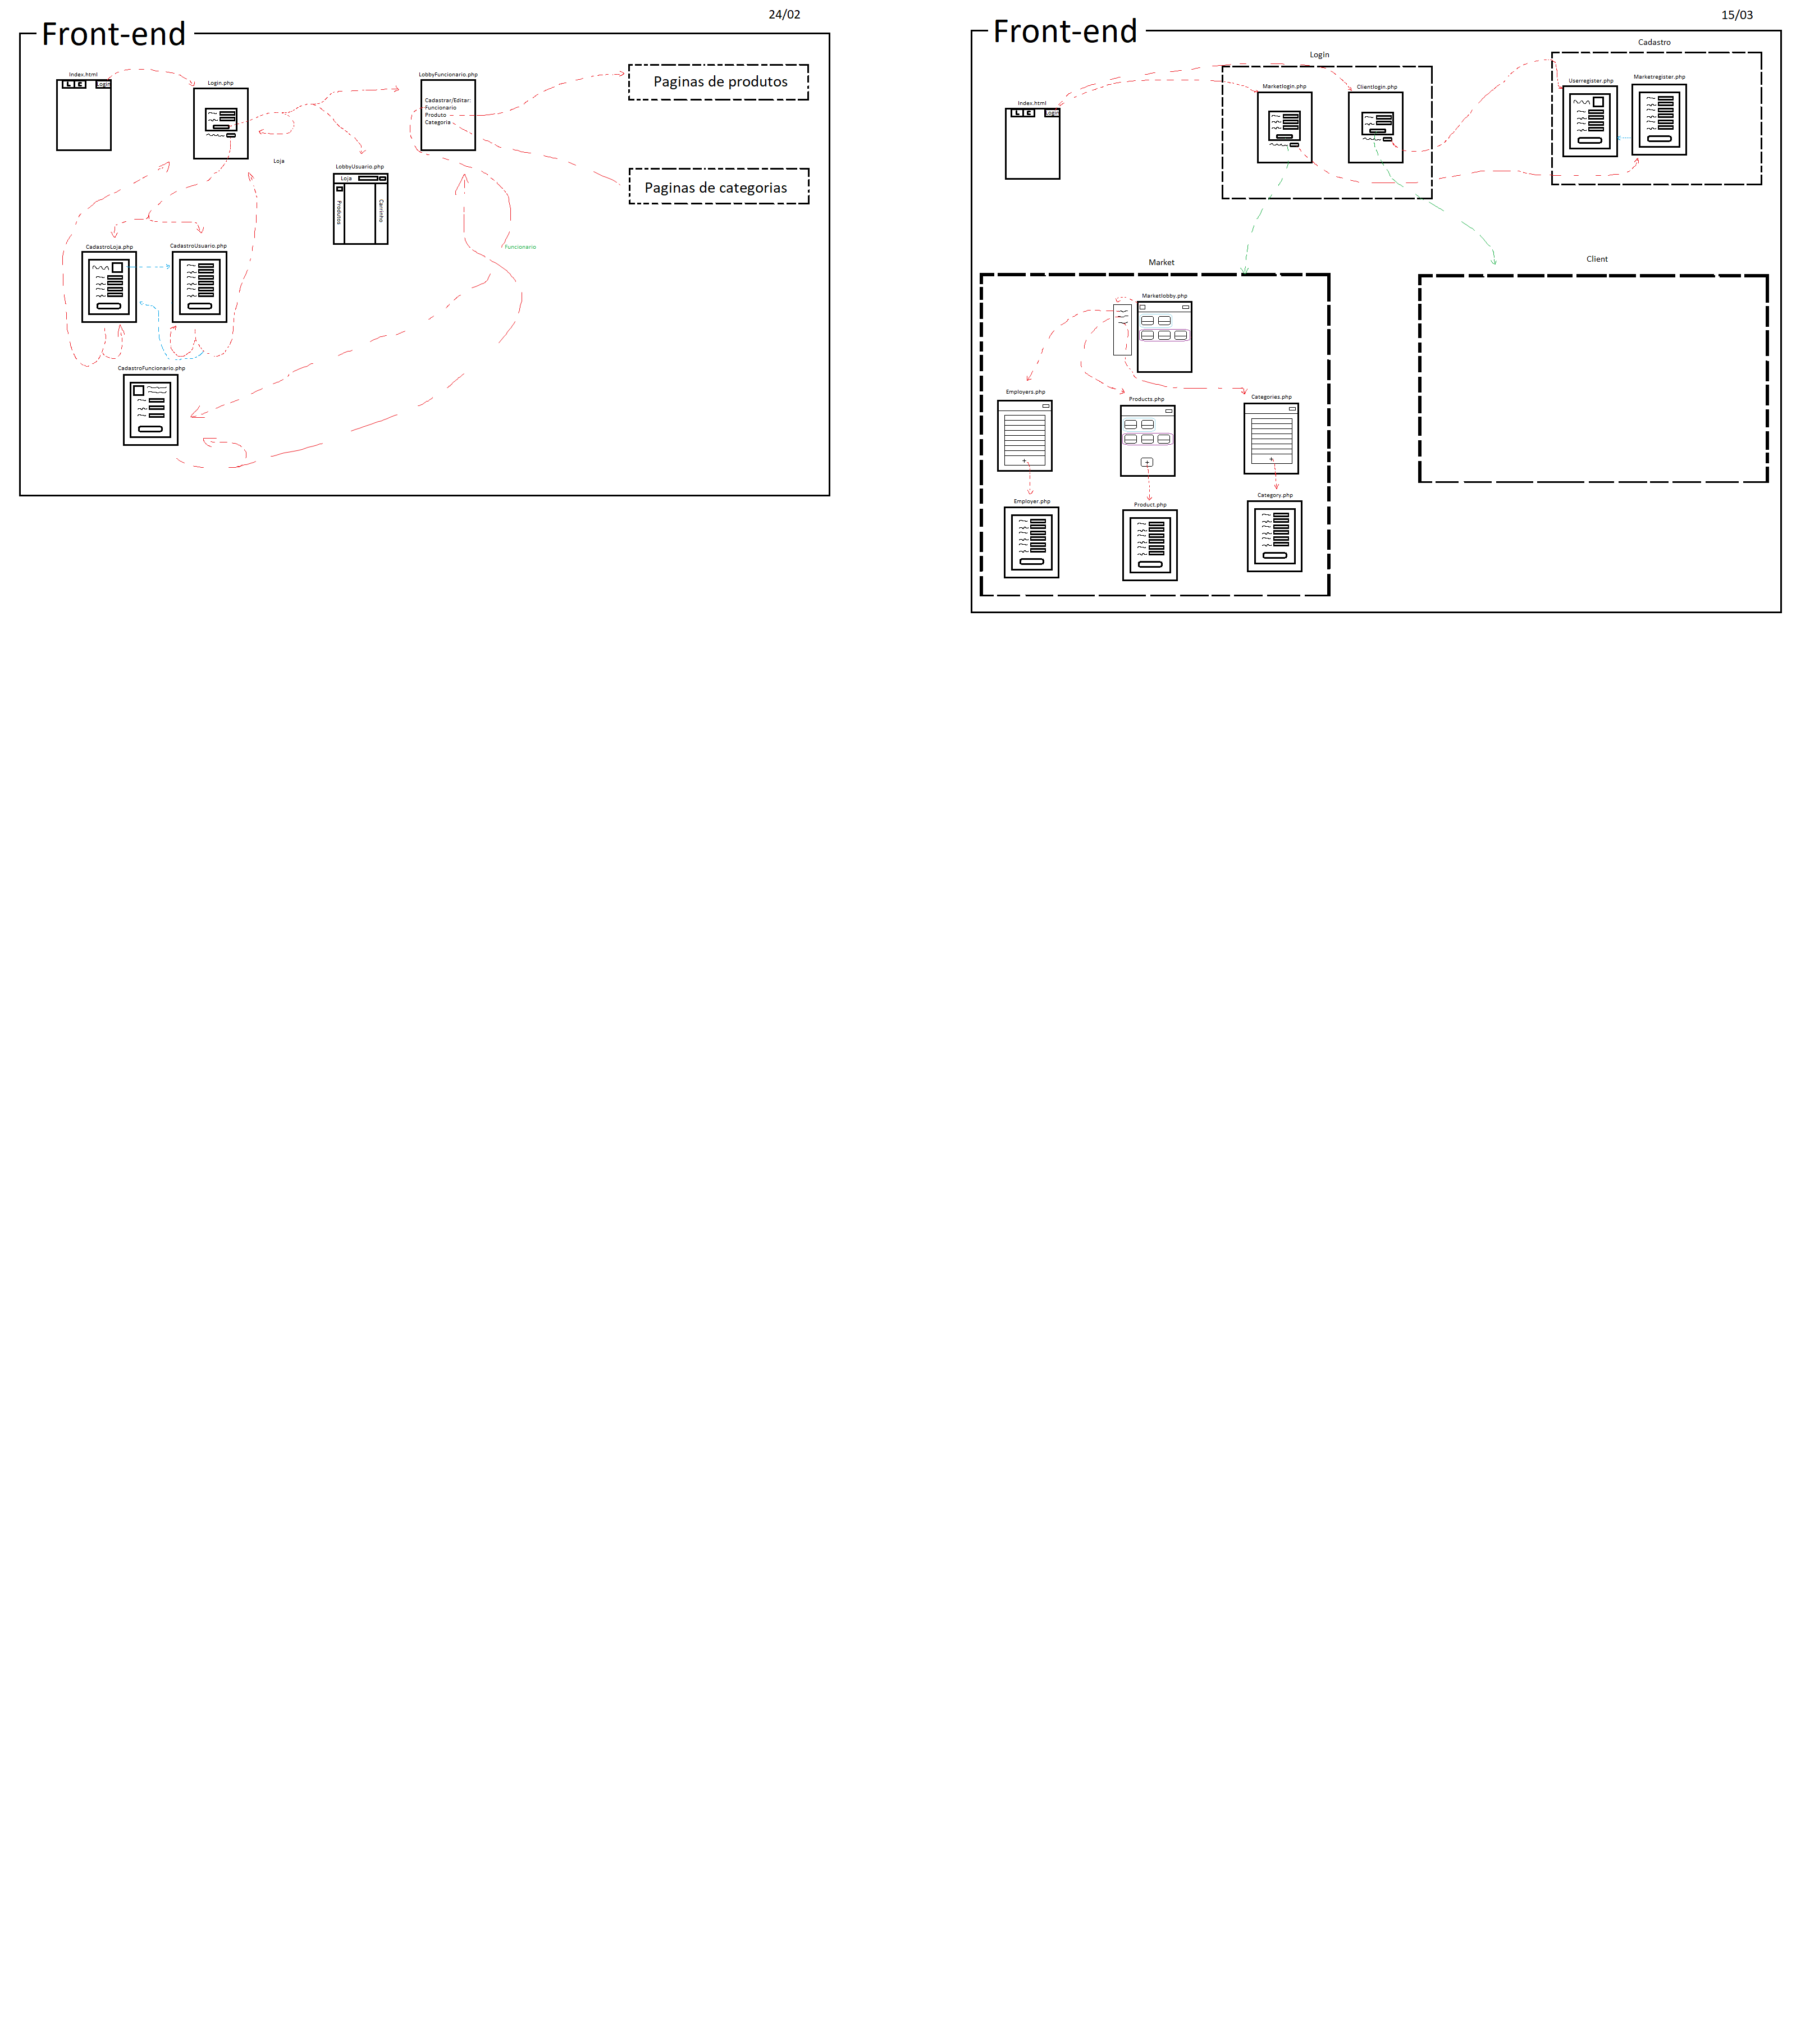 24/02
Front-end
Index.html
Login
L
C
Login.php
LobbyFuncionario.php
Cadastrar/Editar:
Funcionario
Produto
Categoria
Paginas de produtos
Paginas de categorias
Loja
LobbyUsuario.php
Loja
Produtos
Carrinho
Funcionario
CadastroLoja.php
CadastroUsuario.php
CadastroFuncionario.php
15/03
Front-end
Index.html
L
C
Login
Login
Marketlogin.php
Clientlogin.php
Cadastro
Userregister.php
Marketregister.php
Market
Marketlobby.php
Employers.php
Products.php
Categories.php
+
+
+
Employer.php
Product.php
Category.php
Client